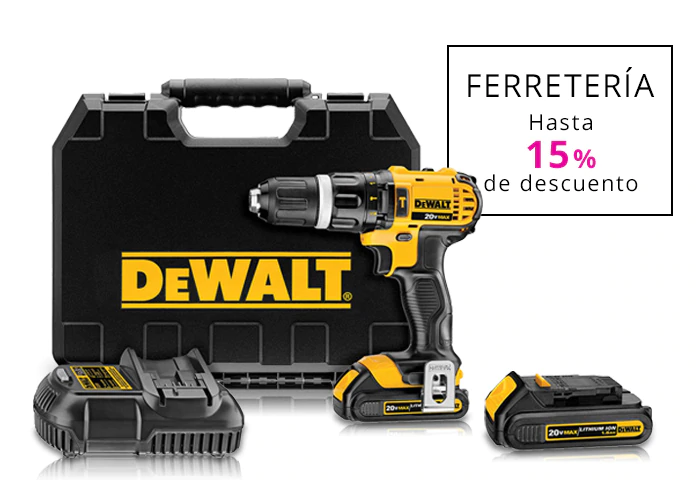 FERRETERÍA
Hasta
15%
de descuento
DEWALT®
DEWALT
20V MAX
20V MAX
20V MAX LITHIUM ION DEWALT